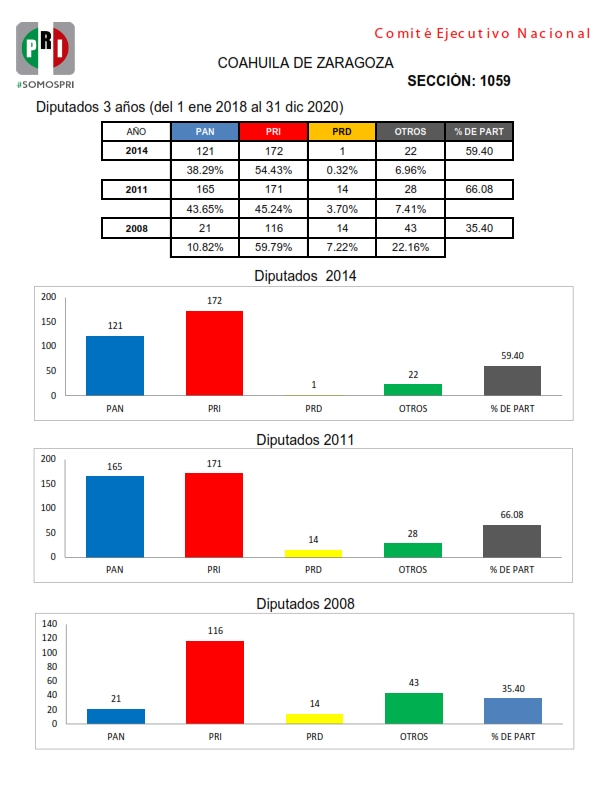 PRI
#SOMOSPRI
Comité Ejecutivo Nacional
COAHUILA DE ZARAGOZA
SECCIÓN: 1059
Diputados 3 años (del 1 ene 2018 al 31 dic 2020)
AÑO PAN PRI PRD OTROS % DE PART
2014 121 172 1 22 59.40
38.29% 54.43% 0.32% 6.96%
2011 165 171 14 28 66.08
43.65% 45.24% 3.70% 7.41%
2008 21 116 14 43 35.40
10.82% 59.79% 7.22% 22.16%
Diputados 2014
200
150
100
50
0
121
172
1
22
59.40
PAN PRI PRD OTROS % DE PART
Diputados 2011
200
150
100
50
0
165
171
14
28
66.08
PAN PRI PRD OTROS % DE PART
Diputados 2008
140
120
100
80
60
40
20
0
21
116
14
43
35.40
PAN PRI PRD OTROS % DE PART